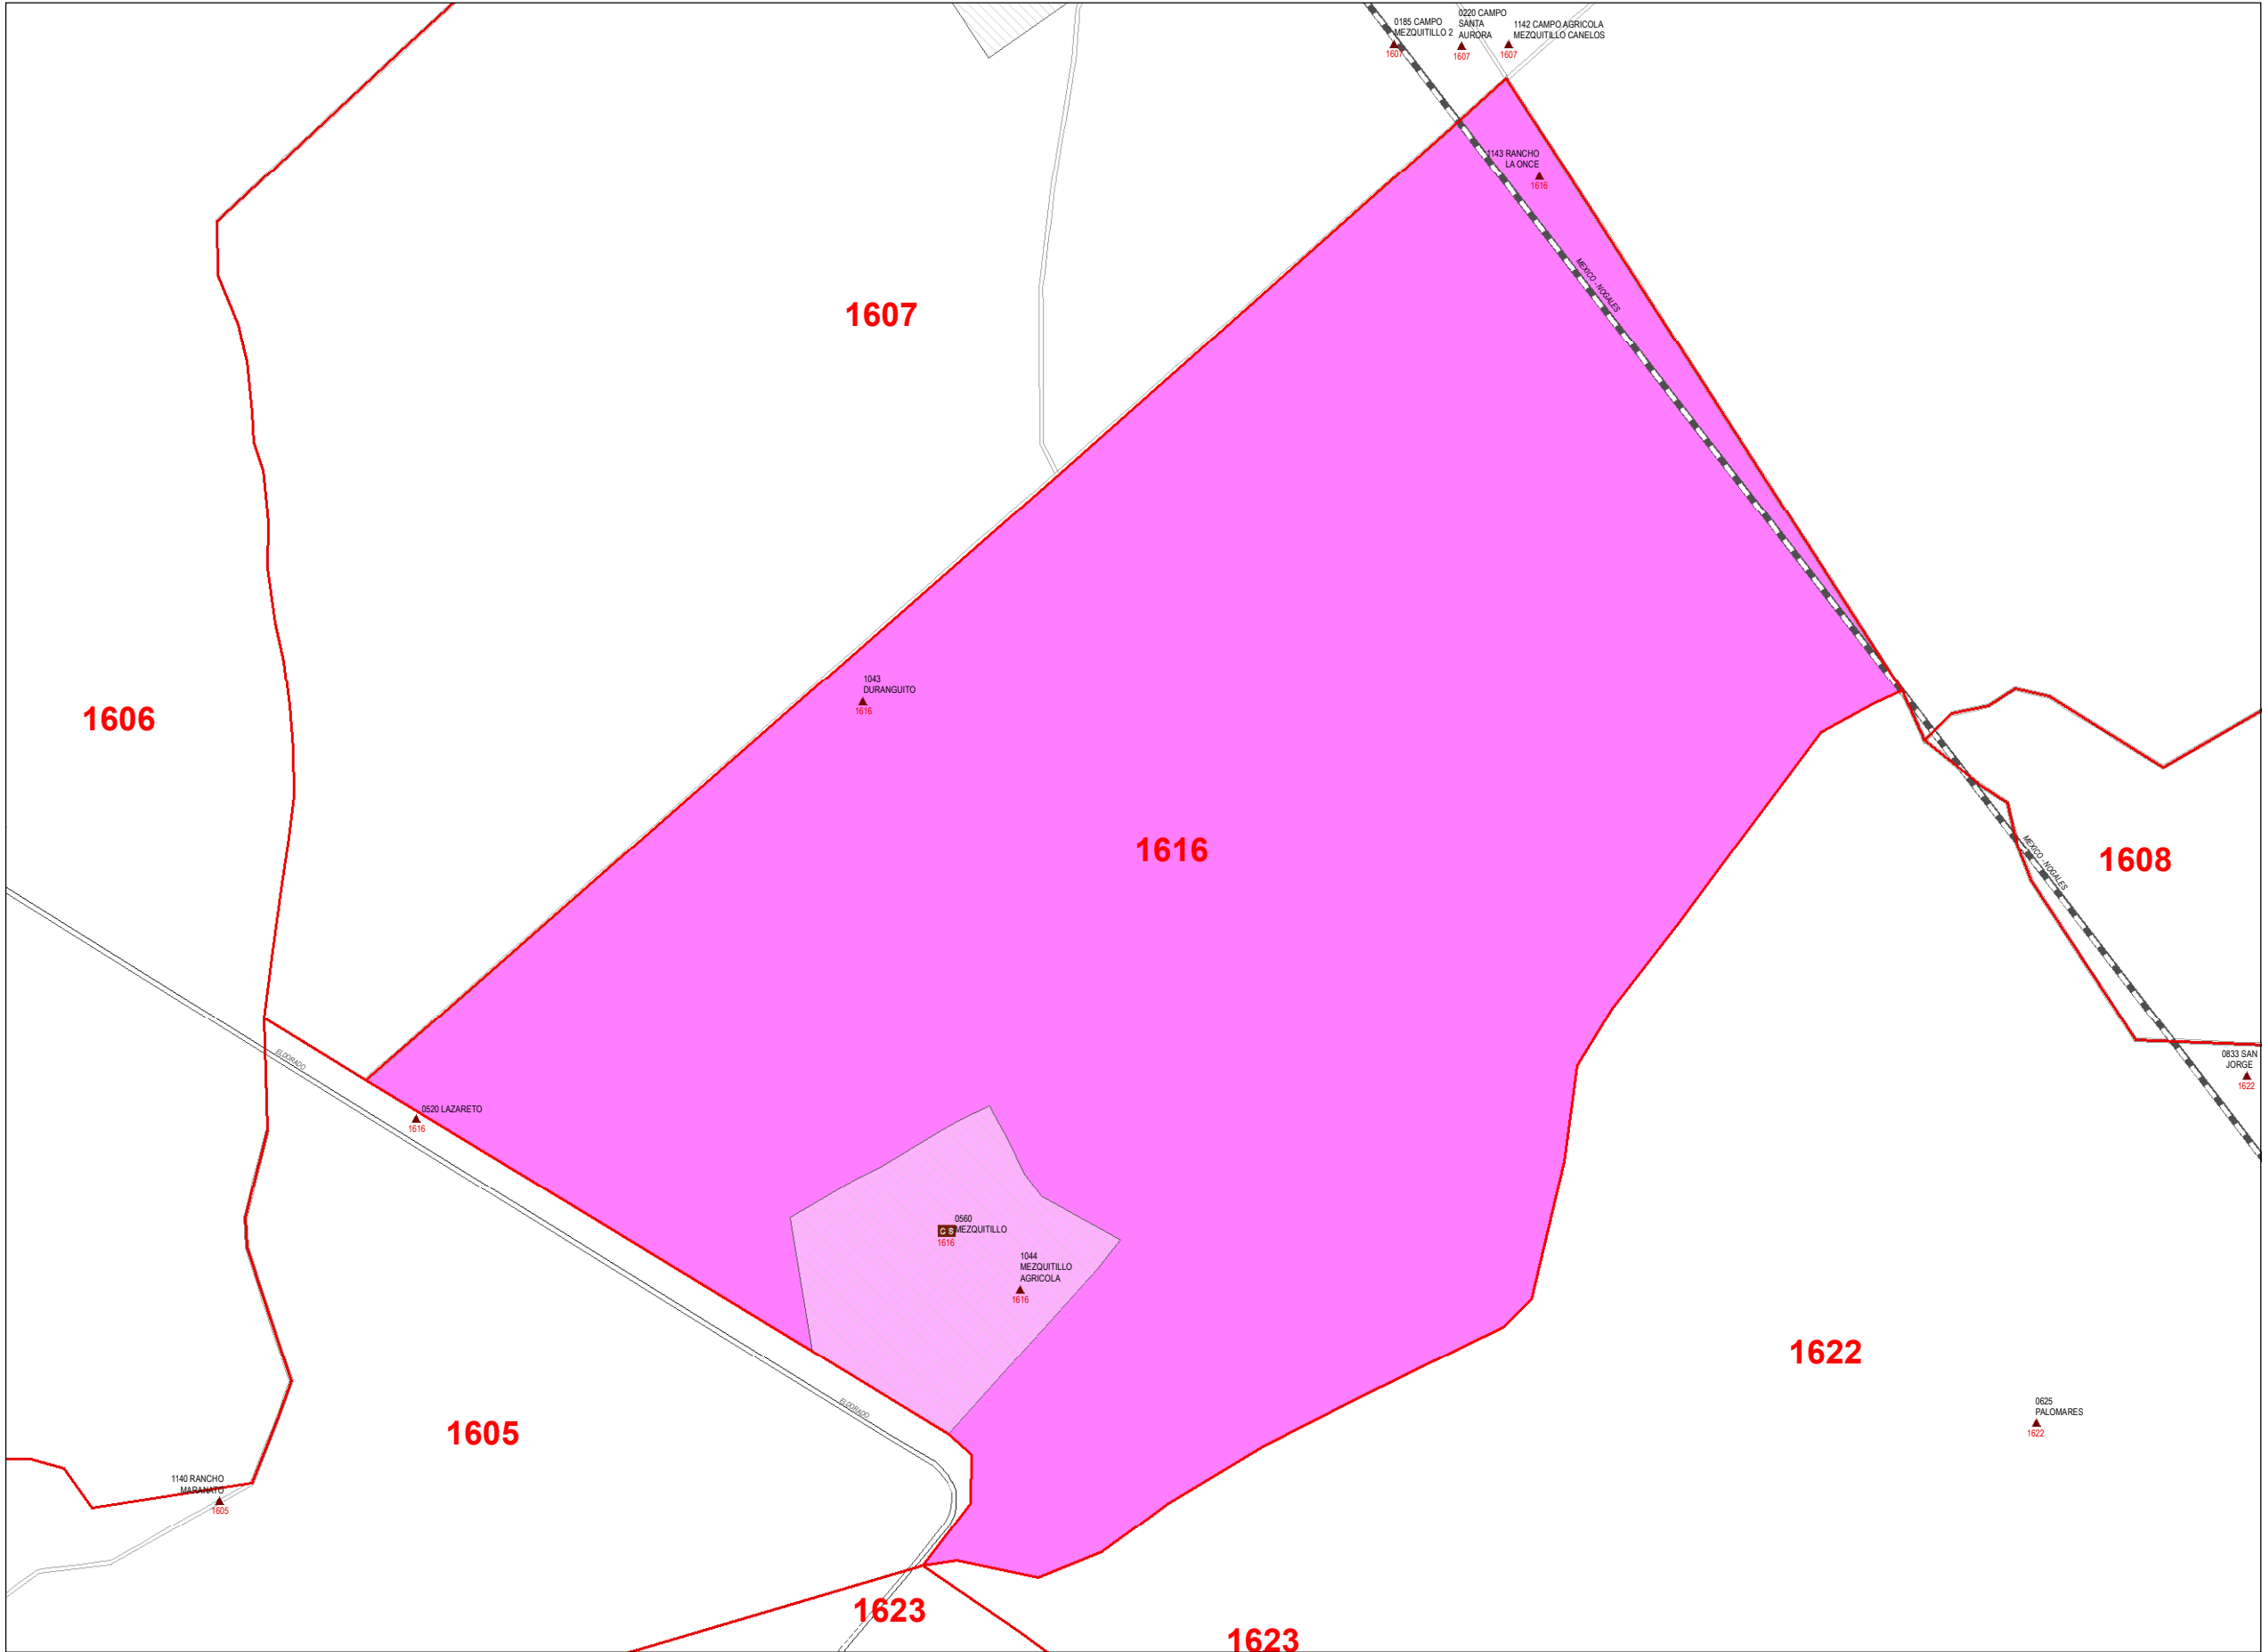 0185 CAMPO
MEZQUITILLO 2
1607
0220 CAMPO
SANTA
AURORA
1607
1142 CAMPO AGRICOLA
MEZQUITILLO CANELOS
1607
1143 RANCHO
LA ONCE
1616
MEXICO - NOGALES
1607
1043
DURANGUITO
1616
1606
1616
MEXICO - NOGALES
1608
0833 SAN
JORGE
1622
ELDORADO
0520 LAZARETO
1616
0560
MEZQUITILLO
C S
1616
1044
MEZQUITILLO
AGRICOLA
1616
1622
0625
PALOMARES
1622
ELDORADO
1605
1140 RANCHO
MARANATO
1605
1623
1623